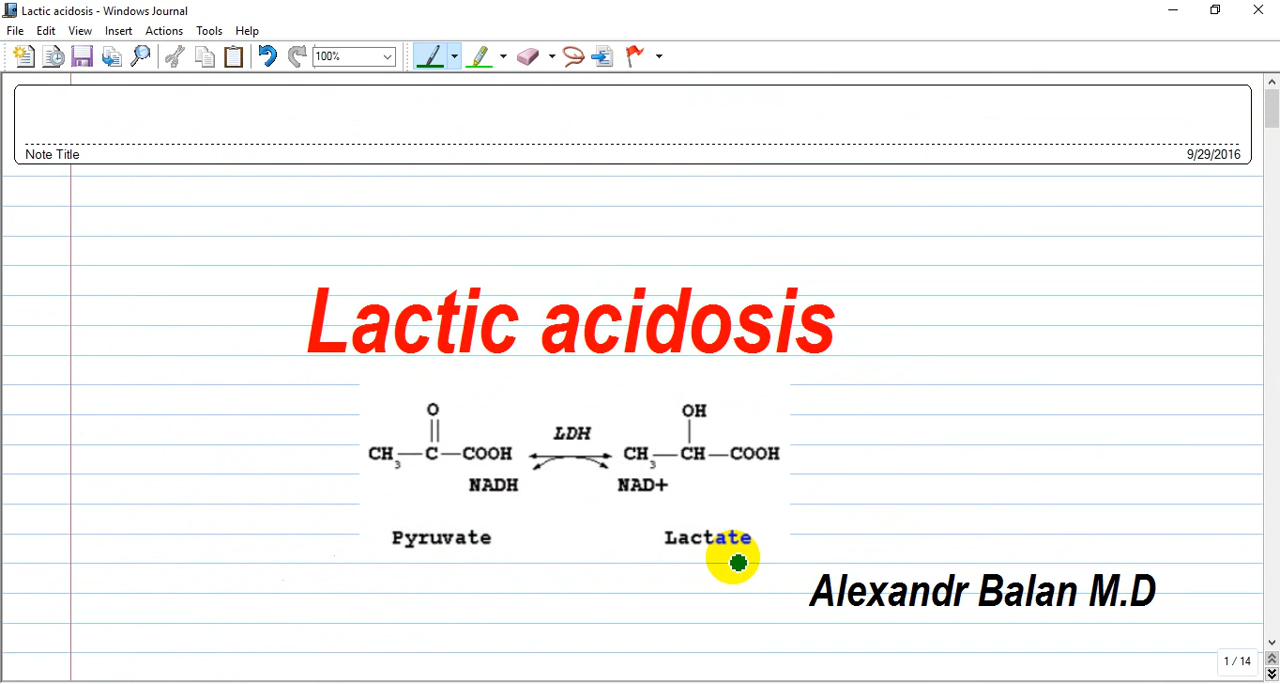 Lactic acidosis - Windows Journal
File Edit View Insert Actions Tools Help
100%
Note Title
9/29/2016
Lactic acidosis
O
OH
LDH
CH3—C—COOH
CH3—CH—COOH
NADH
NAD+
Pyruvate
Lactate
Alexandr Balan M.D
1 / 14